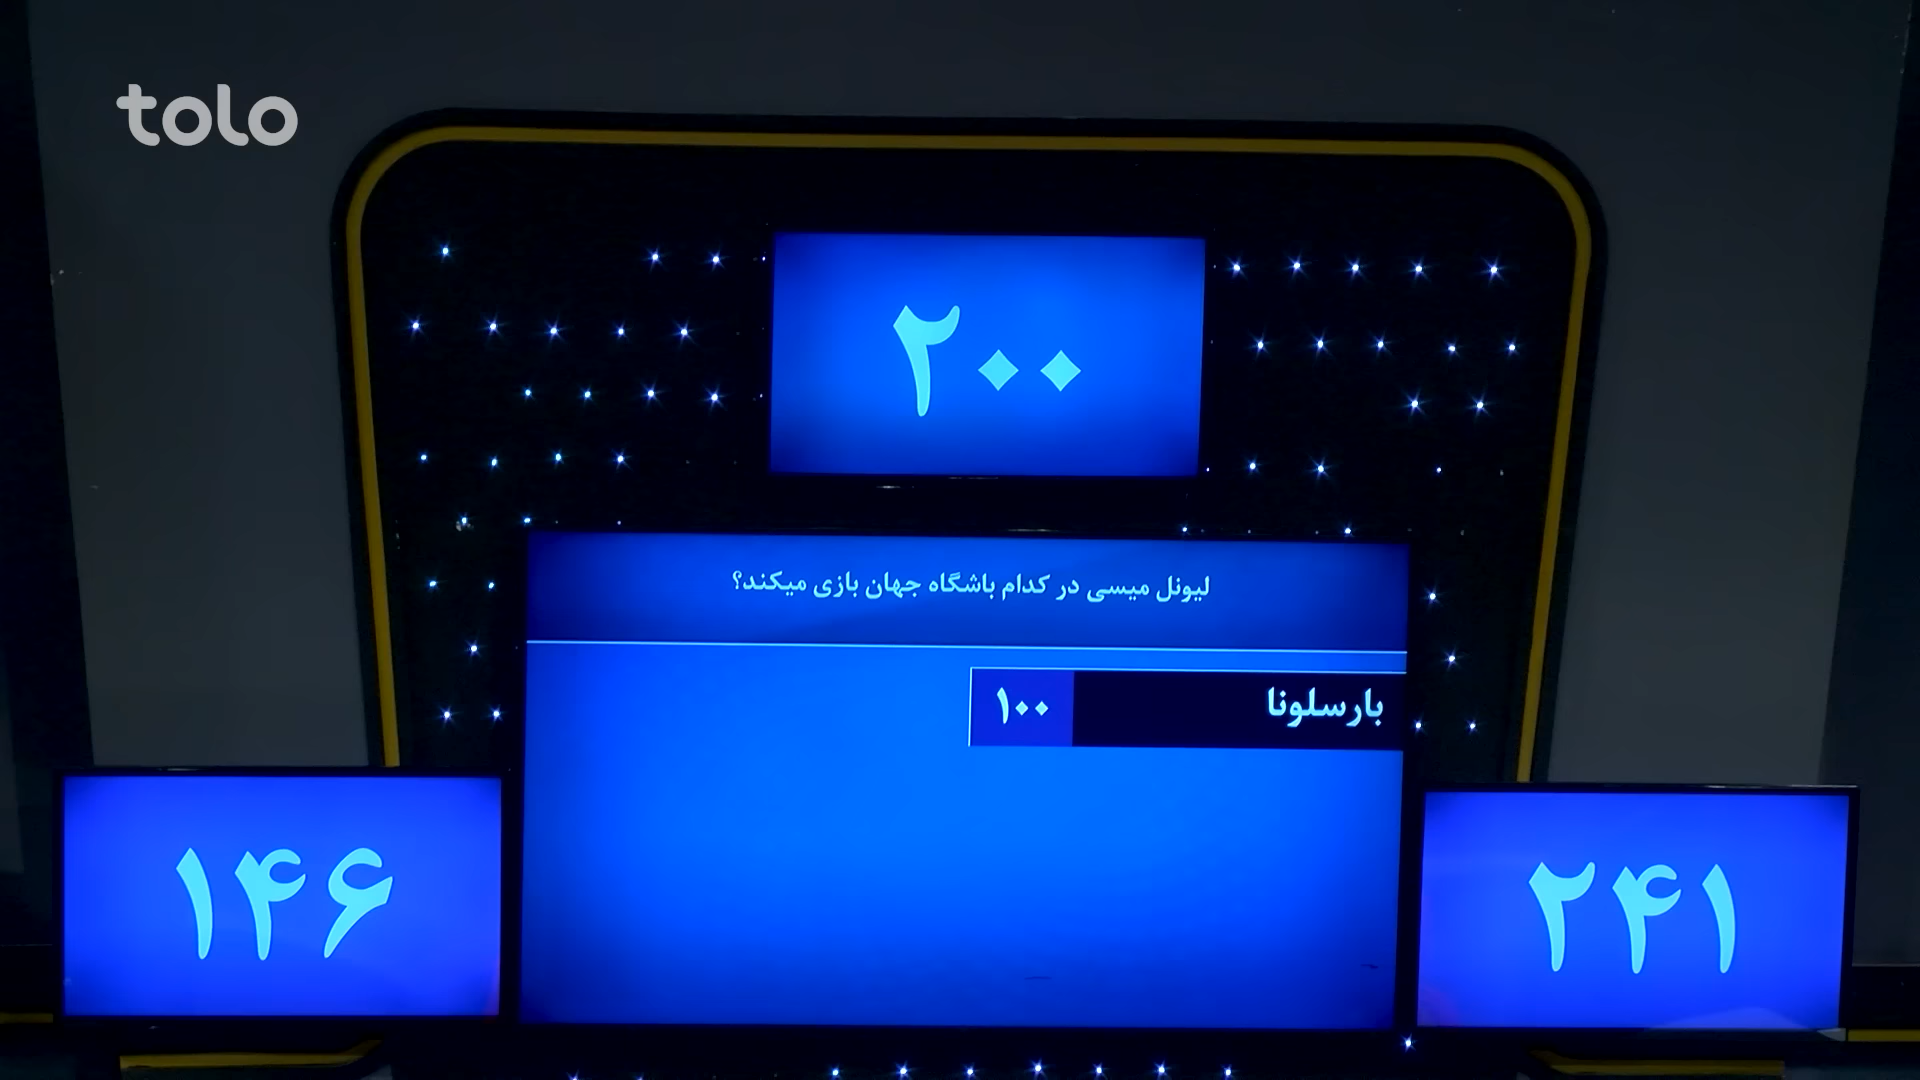 tolo
۲۰۰
لیونل میسی در کدام باشگاه جهان بازی میکند؟
بارسلونا ۱۰۰
۱۴۶
۲۴۱